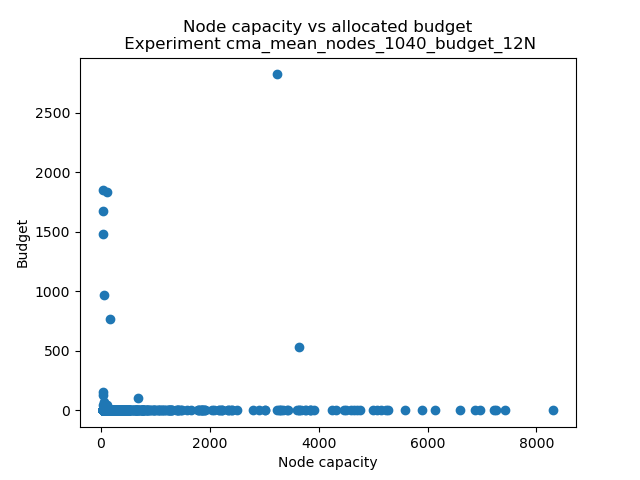 Node capacity vs allocated budget
Experiment cma_mean_nodes_1040_budget_12N
2500
2000
1500
1000
500
0
Budget
0 2000 4000 6000 8000
Node capacity